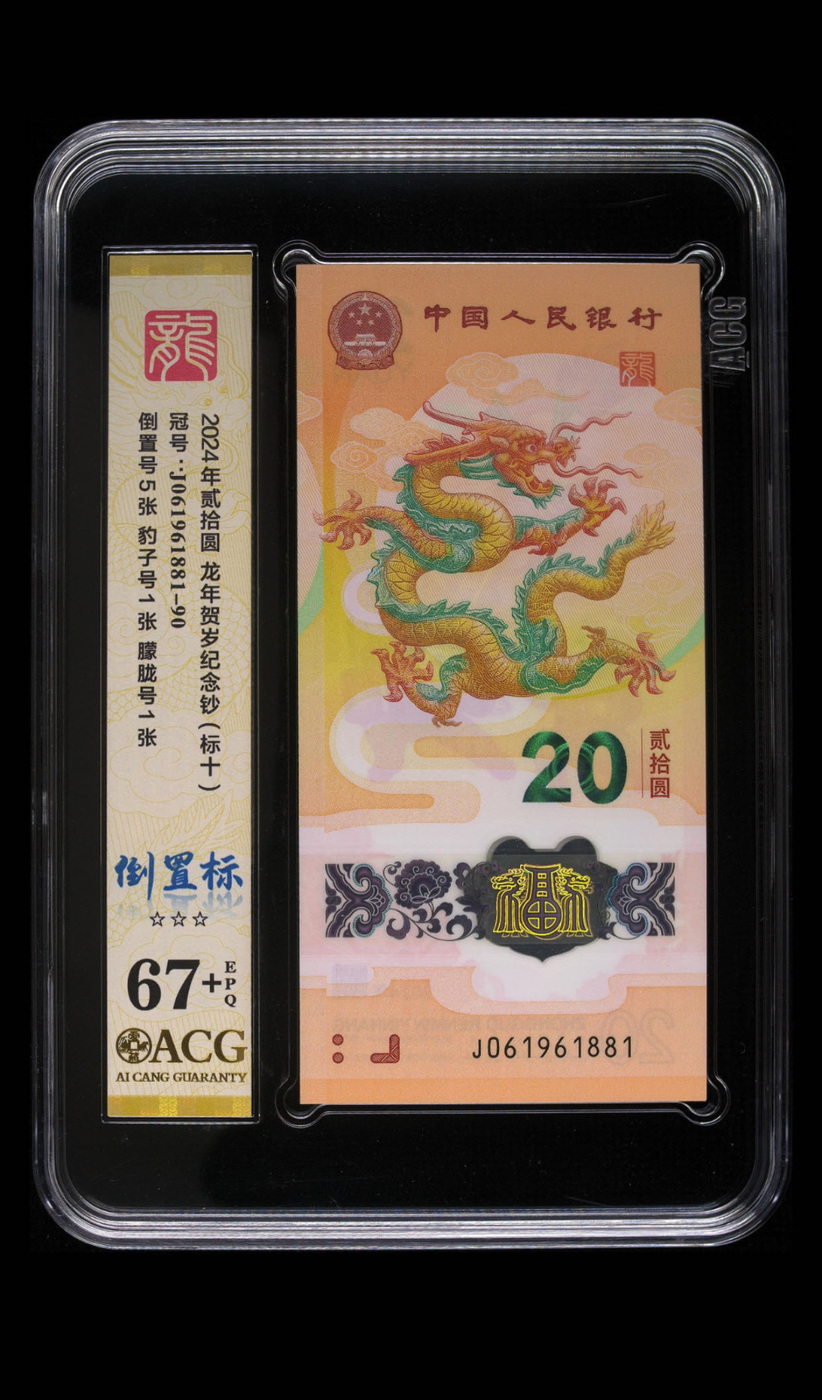 龍
2024年贰拾圆 龙年贺岁纪念钞(标十)
冠号:J061961881-90
倒置号5张 豹子号1张 朦胧号1张
倒置标
☆☆☆
67+EPQ
ACG
AI CANG GUARANTY
中国人民银行
龍
20
贰拾圆
福
J061961881
ACG